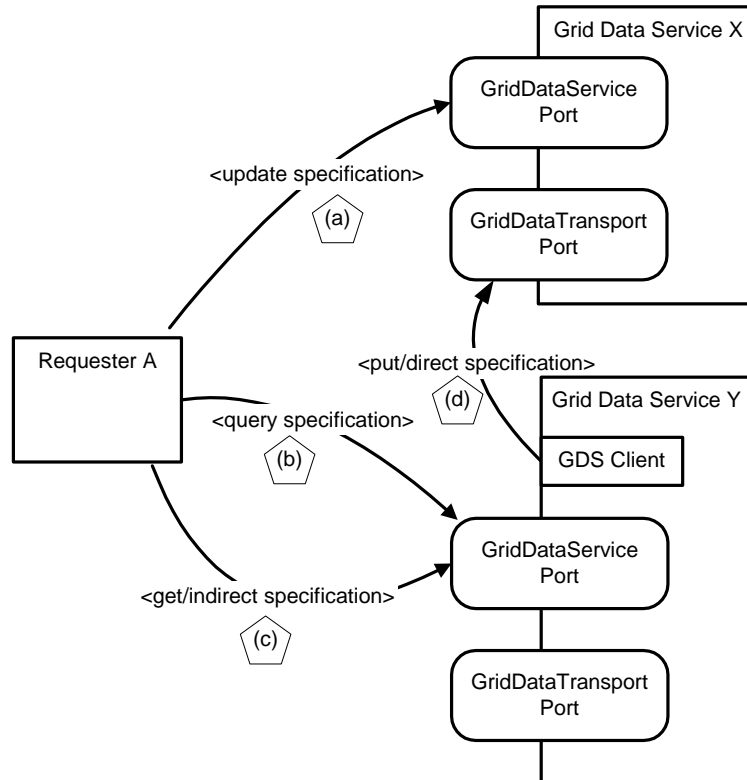 Grid Data Service X
GridDataService
Port
<update specification>
(a)
GridDataTransport
Port
Requester A
<put/direct specification>
(d)
Grid Data Service Y
<query specification>
(b)
GDS Client
GridDataService
Port
<get/indirect specification>
(c)
GridDataTransport
Port